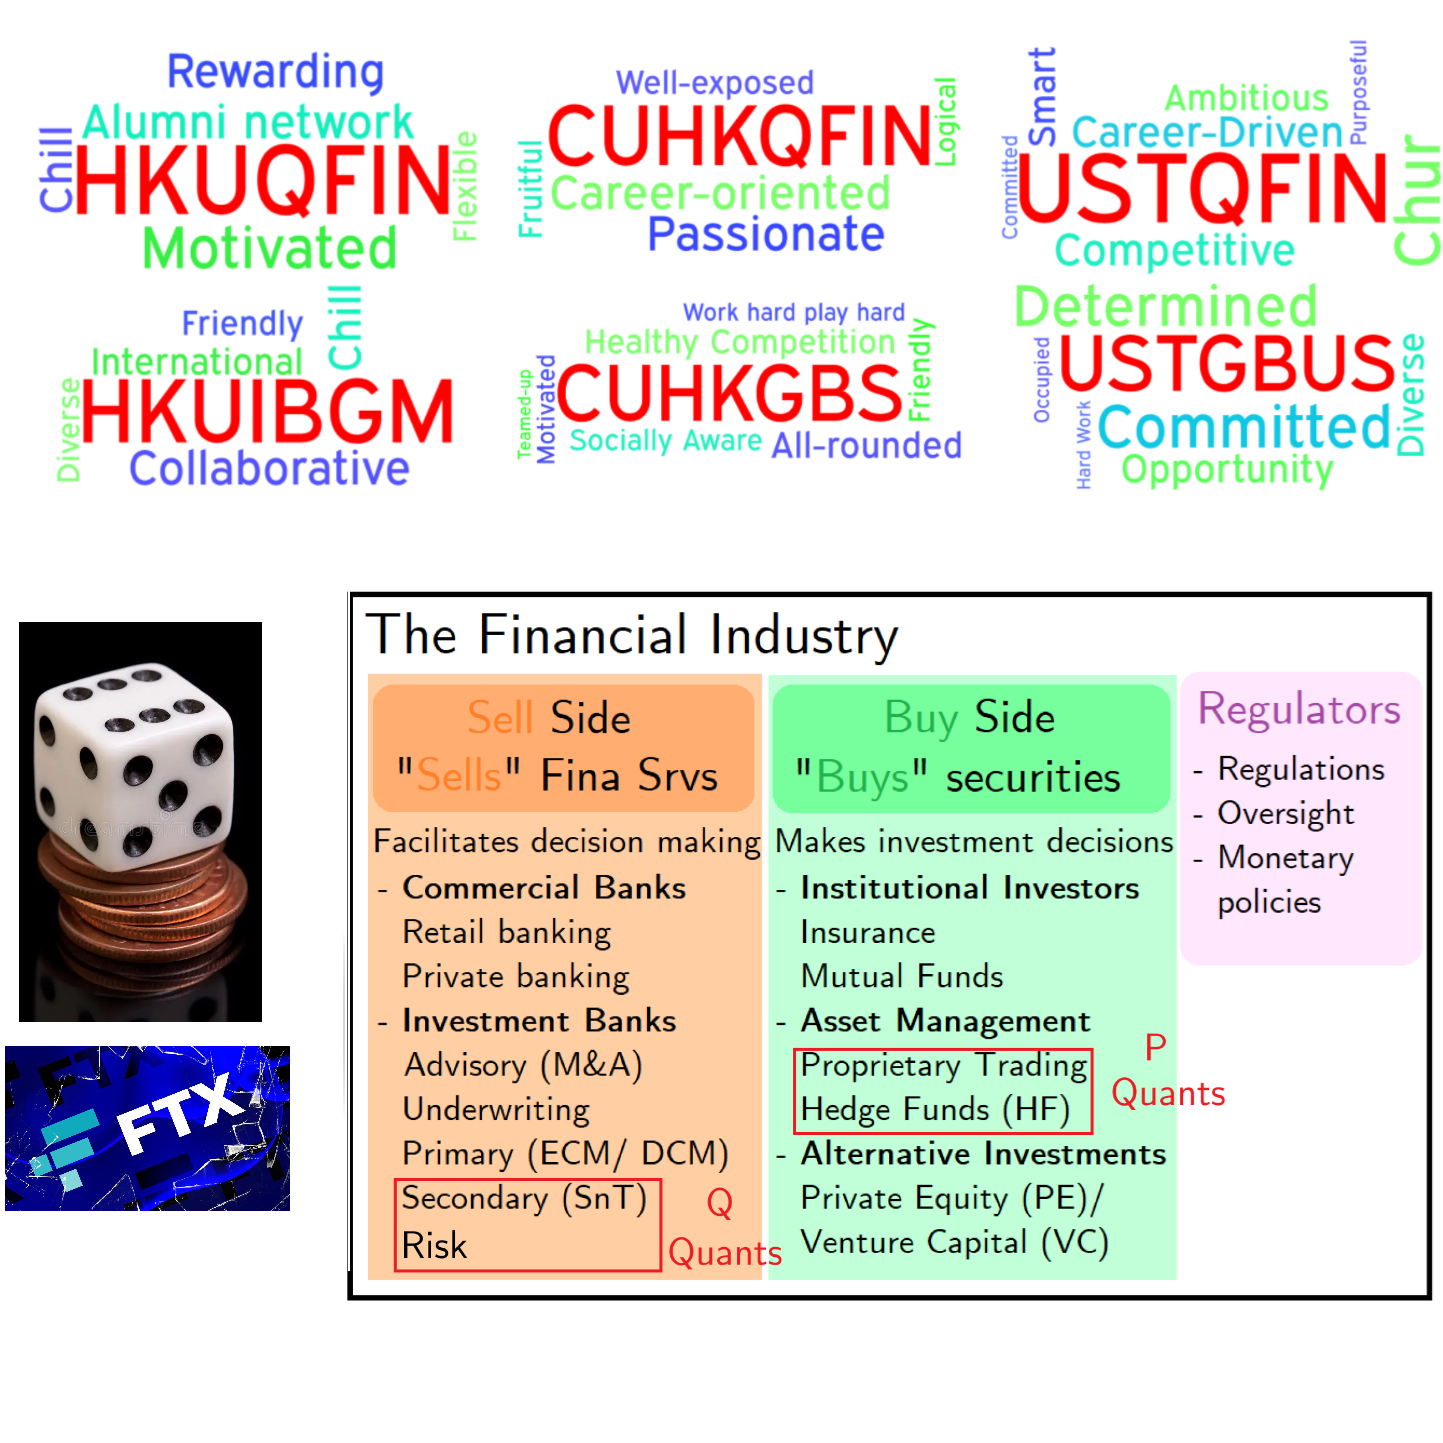 Rewarding
Alumni network
Chill
HKUQFIN
Flexible
Motivated
Well-exposed
Logical
CUHKQFIN
Fruitful
Career-oriented
Passionate
Smart
Ambitious
Purposeful
Career-Driven
Committed
USTQFIN
Chur
Competitive
Friendly
Chill
International
Diverse
HKUIBGM
Collaborative
Work hard play hard
Healthy Competition
Friendly
Teamed-up
Motivated
CUHKGBS
Socially Aware
All-rounded
Determined
Occupied
USTGBUS
Diverse
Hard Work
Committed
Opportunity
dreamstime
FTX
FTX
The Financial Industry
Sell Side
"Sells" Fina Srvs
Facilitates decision making
- Commercial Banks
Retail banking
Private banking
- Investment Banks
Advisory (M&A)
Underwriting
Primary (ECM/ DCM)
Secondary (SnT)
Risk
Q
Quants
Buy Side
"Buys" securities
Makes investment decisions
- Institutional Investors
Insurance
Mutual Funds
- Asset Management
Proprietary Trading
Hedge Funds (HF)
P
Quants
- Alternative Investments
Private Equity (PE)/
Venture Capital (VC)
Regulators
- Regulations
- Oversight
- Monetary
policies